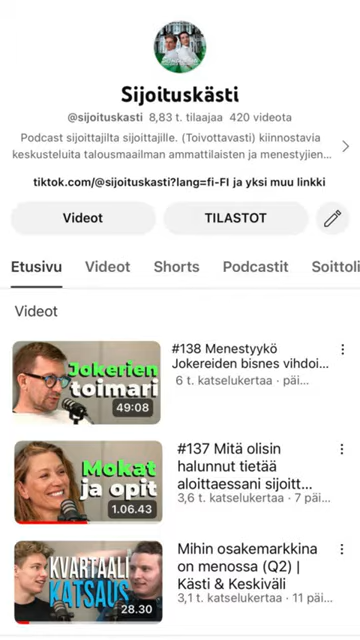 Sijoituskästi
@sijoituskasti 8,83 t. tilaajaa 420 videota
Podcast sijoittajilta sijoittajille. (Toivottavasti) kiinnostavia
keskusteluita talousmaailman ammattilaisten ja menestyjien...
tiktok.com/@sijoituskasti?lang=fi-FI ja yksi muu linkki
Videot
TILASTOT
Etusivu Videot Shorts Podcastit Soittoli
Videot
Jokerien
toimari
49:08
#138 Menestyykö
Jokereiden bisnes vihdoi...
6 t. katselukertaa · päi...
Mokat
ja opit
1.06.43
#137 Mitä olisin
halunnut tietää
aloittaessani sijoitt...
3,6 t. katselukertaa · 7 päi...
KVARTAALI
KATSAUS
28.30
Mihin osakemarkkina
on menossa (Q2) |
Kästi & Keskiväli
3,1 t. katselukertaa · 11 päi...